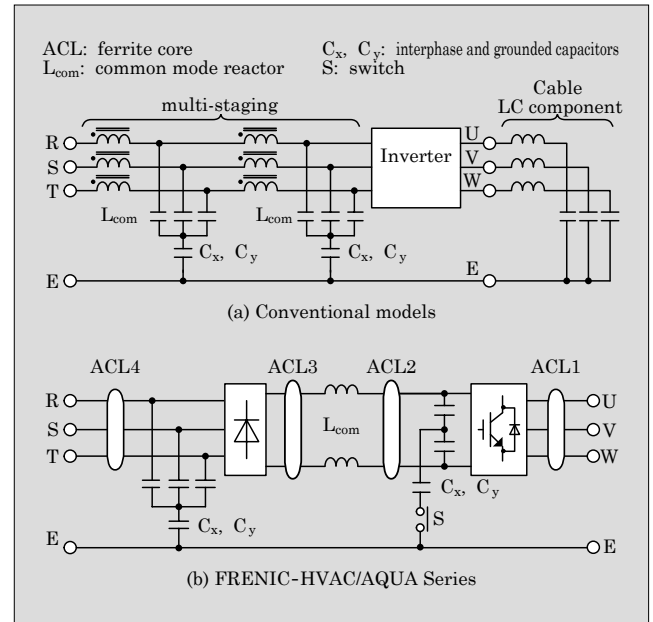 ACL: ferrite core
Cx, Cy: interphase and grounded capacitors
Lcom: common mode reactor
S: switch
multi-staging
Cable
LC component
R
S
T
Inverter
U
V
W
Lcom
Lcom
Cx, Cy
Cx, Cy
E
E
(a) Conventional models
ACL4
ACL3
ACL2
ACL1
R
S
T
Lcom
U
V
W
Cx, Cy
Cx, Cy
S
E
E
(b) FRENIC-HVAC/AQUA Series